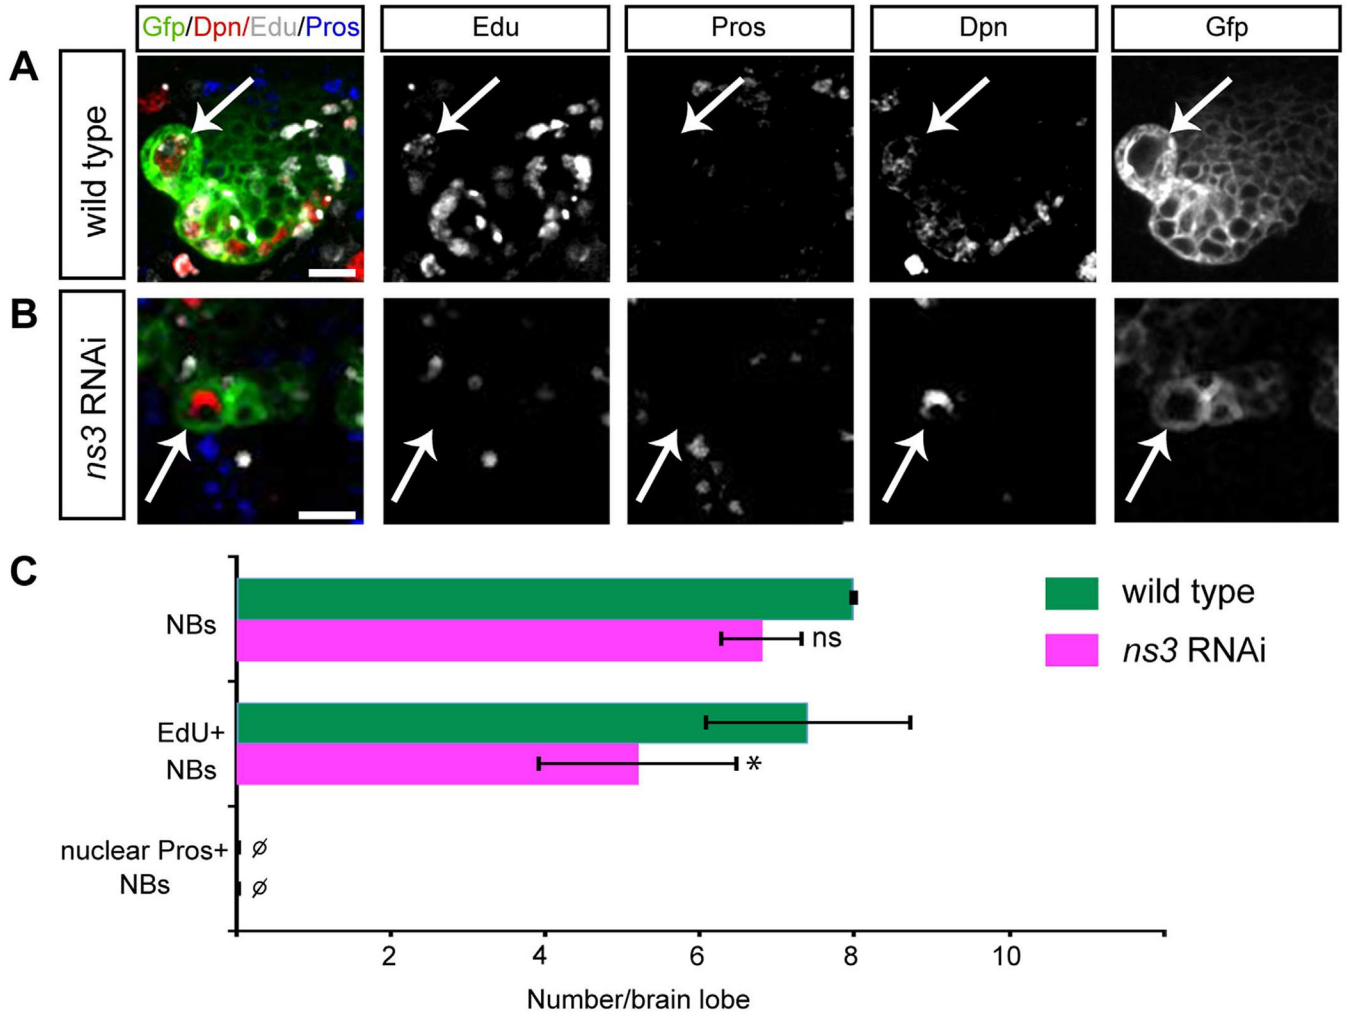 Gfp/Dpn/Edu/Pros Edu Pros Dpn Gfp
A
wild type
B
ns3 RNAi
C
wild type
ns3 RNAi
NBs
ns
EdU+
NBs
*
nuclear Pros+
NBs
∅
∅
2 4 6 8 10
Number/brain lobe